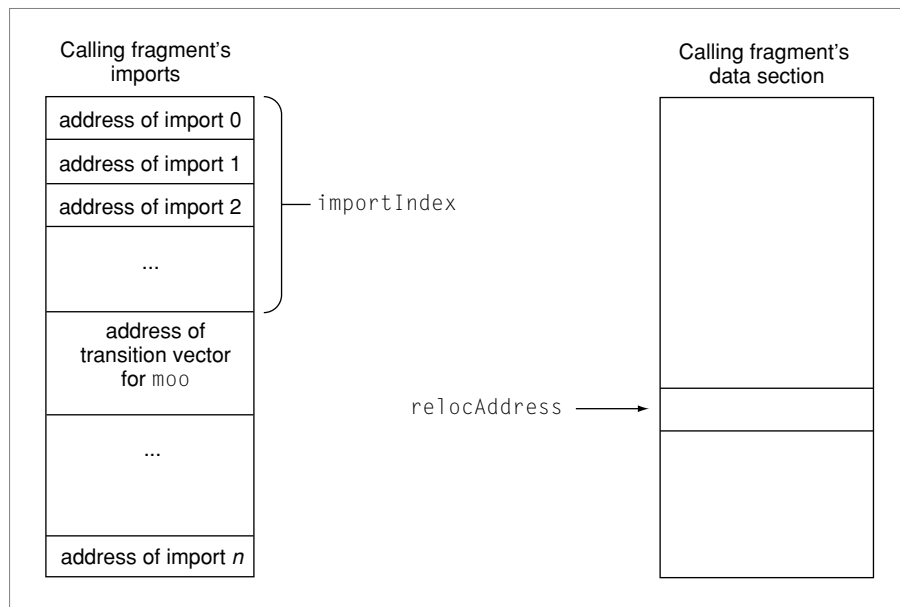 Calling fragment's
imports
address of import 0
address of import 1
address of import 2
...
address of
transition vector
for moo
...
address of import n
importIndex
relocAddress
Calling fragment's
data section